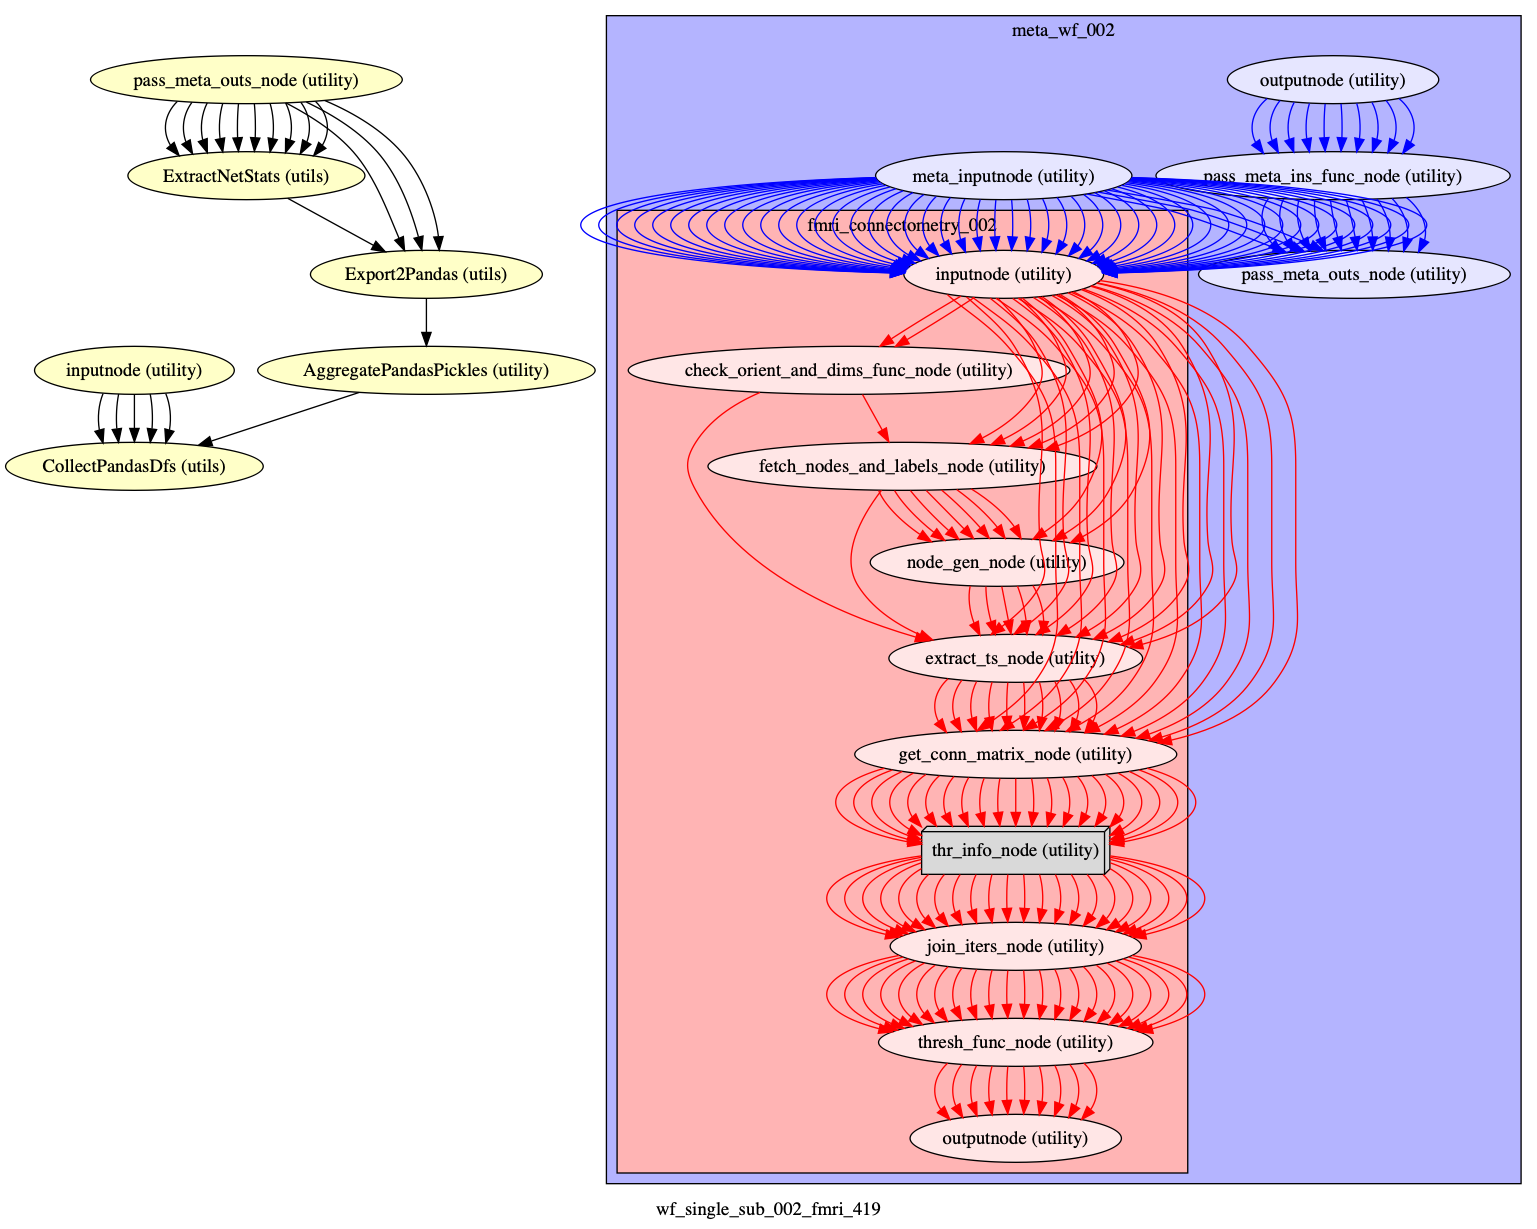 meta_wf_002
pass_meta_outs_node (utility)
outputnode (utility)
ExtractNetStats (utils)
meta_inputnode (utility)
pass_meta_ins_func_node (utility)
fmri_connectometry_002
Export2Pandas (utils)
inputnode (utility)
pass_meta_outs_node (utility)
inputnode (utility)
AggregatePandasPickles (utility)
check_orient_and_dims_func_node (utility)
CollectPandasDfs (utils)
fetch_nodes_and_labels_node (utility)
node_gen_node (utility)
extract_ts_node (utility)
get_conn_matrix_node (utility)
thr_info_node (utility)
join_iters_node (utility)
thresh_func_node (utility)
outputnode (utility)
wf_single_sub_002_fmri_419